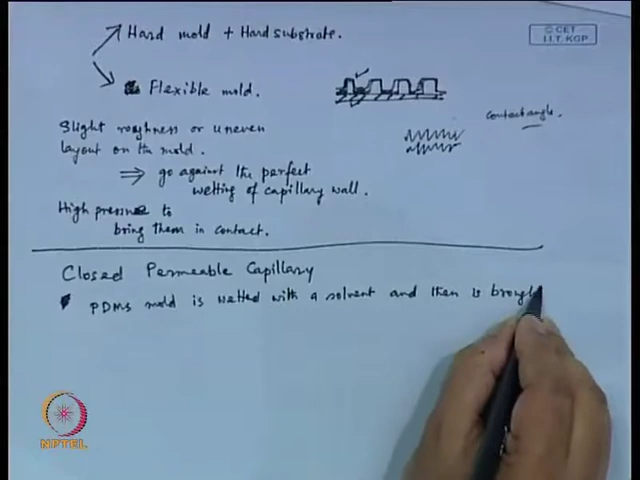 Hard mold + Hard substrate.
© CET
I.I.T. KGP
Flexible mold.
Contact angle.
Slight roughness or uneven
layout on the mold.
⇒ go against the perfect
wetting of capillary wall.
High pressure to
bring them in contact.
Closed Permeable Capillary
PDMS mold is wetted with a solvent and then is brough
NPTEL